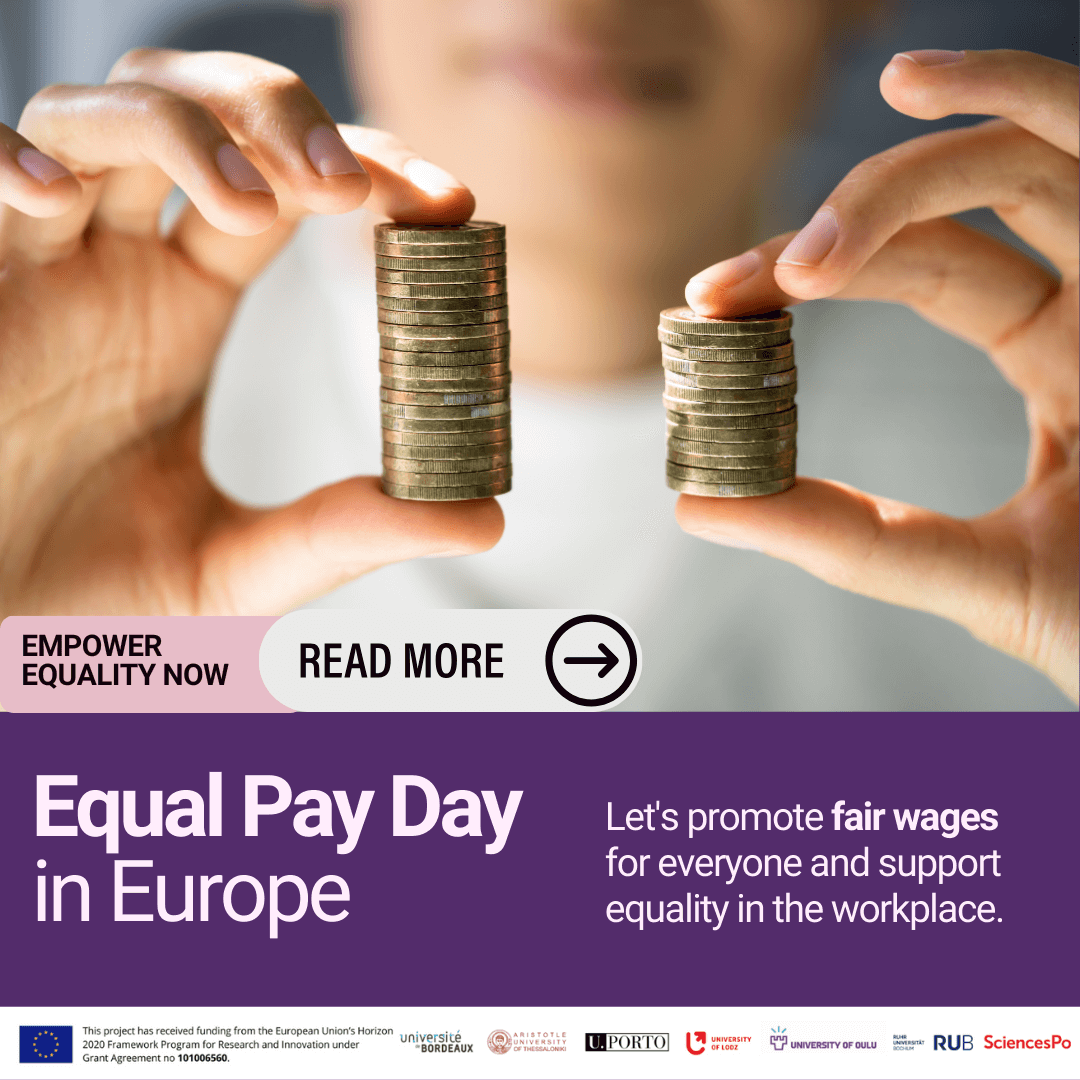 EMPOWER
EQUALITY NOW
READ MORE
Equal Pay Day
in Europe
Let's promote fair wages
for everyone and support
equality in the workplace.
This project has received funding from the European Union's Horizon
2020 Framework Program for Research and Innovation under
Grant Agreement no 101006560.
université
de BORDEAUX
ARISTOTLE
UNIVERSITY
OF THESSALONIKI
U.PORTO
UNIVERSITY
OF LODZ
UNIVERSITY OF OULU
RUHR
UNIVERSITÄT
BOCHUM
RUB
SciencesPo